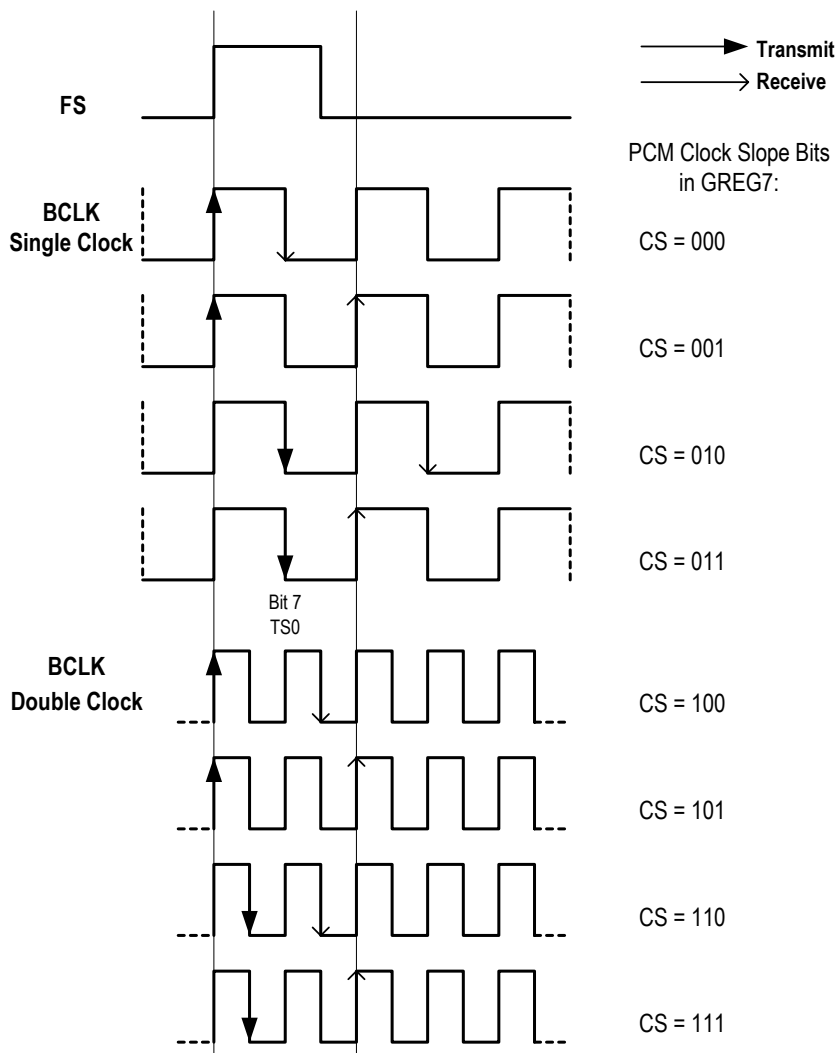 Transmit
Receive
FS
PCM Clock Slope Bits
in GREG7:
BCLK
Single Clock
CS = 000
CS = 001
CS = 010
CS = 011
Bit 7
TS0
BCLK
Double Clock
CS = 100
CS = 101
CS = 110
CS = 111